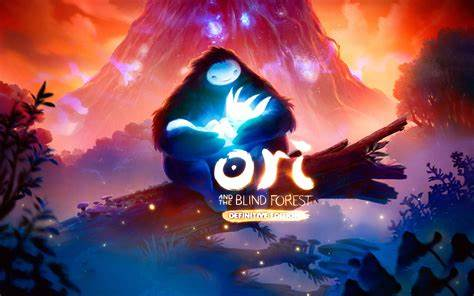 ori
AND THE BLIND FOREST
DEFINITIVE EDITION